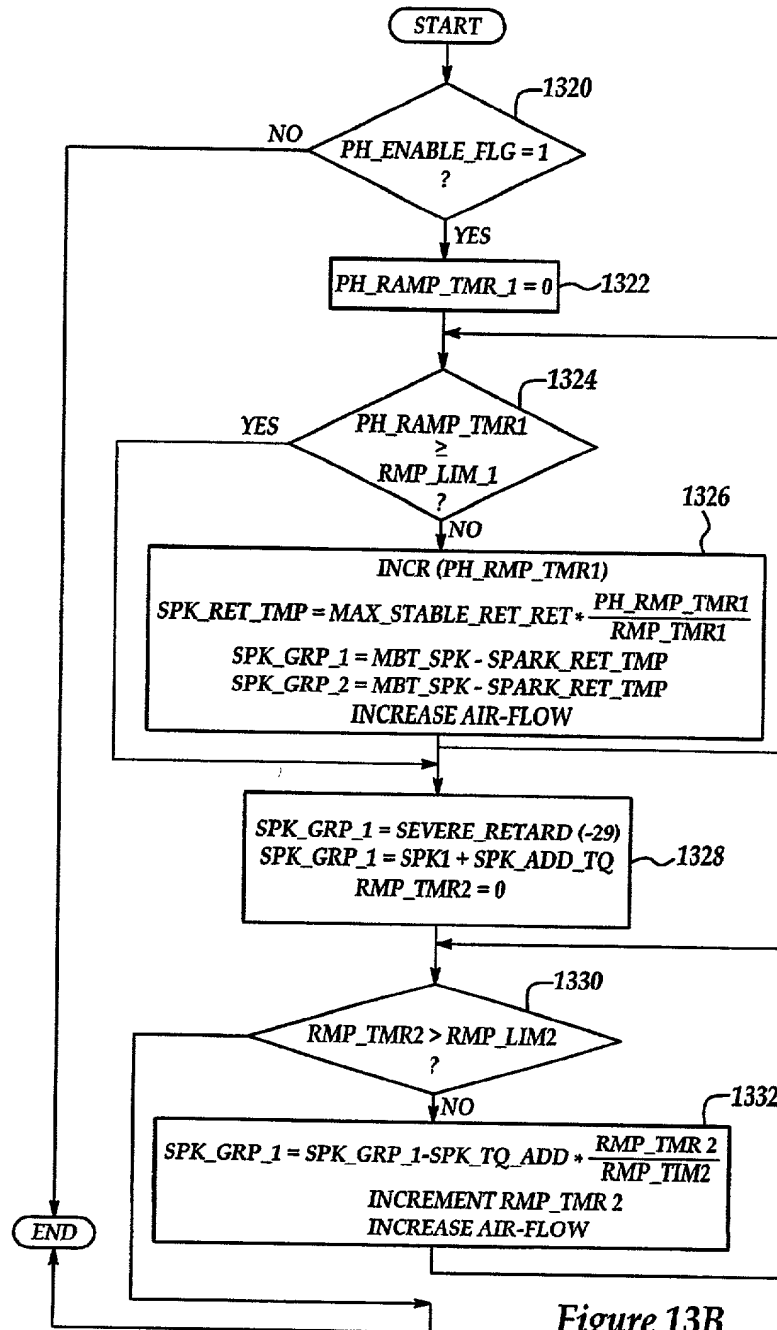 START
1320
NO
PH_ENABLE_FLG = 1
?
YES
PH_RAMP_TMR_1 = 0
1322
1324
YES
PH_RAMP_TMR1
≥
RMP_LIM_1
?
NO
1326
INCR (PH_RMP_TMR1)
SPK_RET_TMP = MAX_STABLE_RET_RET * PH_RMP_TMR1
RMP_TMR1
SPK_GRP_1 = MBT_SPK - SPARK_RET_TMP
SPK_GRP_2 = MBT_SPK - SPARK_RET_TMP
INCREASE AIR-FLOW
SPK_GRP_1 = SEVERE_RETARD (-29)
SPK_GRP_1 = SPK1 + SPK_ADD_TQ
RMP_TMR2 = 0
1328
1330
RMP_TMR2 > RMP_LIM2
?
NO
1332
SPK_GRP_1 = SPK_GRP_1-SPK_TQ_ADD * RMP_TMR 2
RMP_TIM2
INCREMENT RMP_TMR 2
INCREASE AIR-FLOW
END
Figure 13B